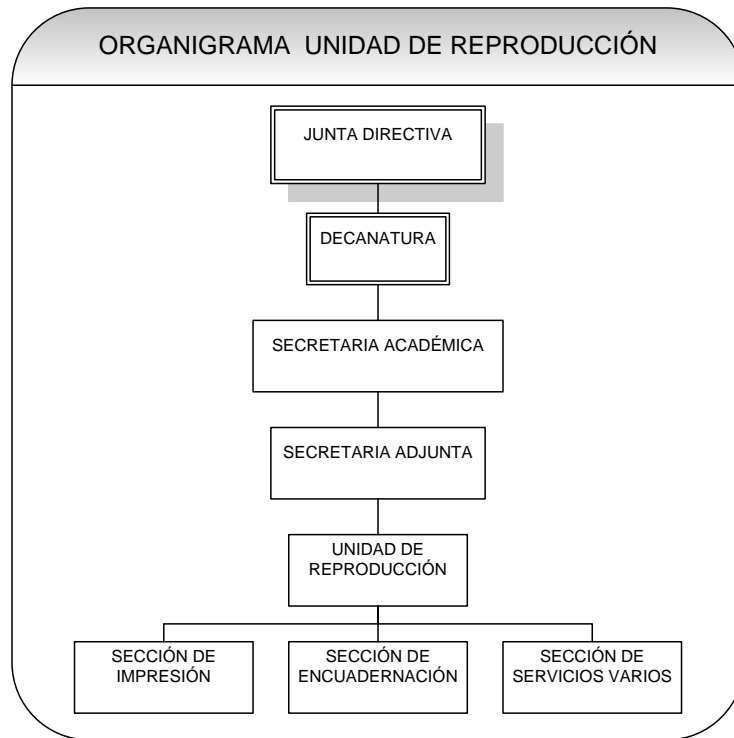 ORGANIGRAMA UNIDAD DE REPRODUCCIÓN
JUNTA DIRECTIVA
DECANATURA
SECRETARIA ACADÉMICA
SECRETARIA ADJUNTA
UNIDAD DE
REPRODUCCIÓN
SECCIÓN DE
IMPRESIÓN
SECCIÓN DE
ENCUADERNACIÓN
SECCIÓN DE
SERVICIOS VARIOS